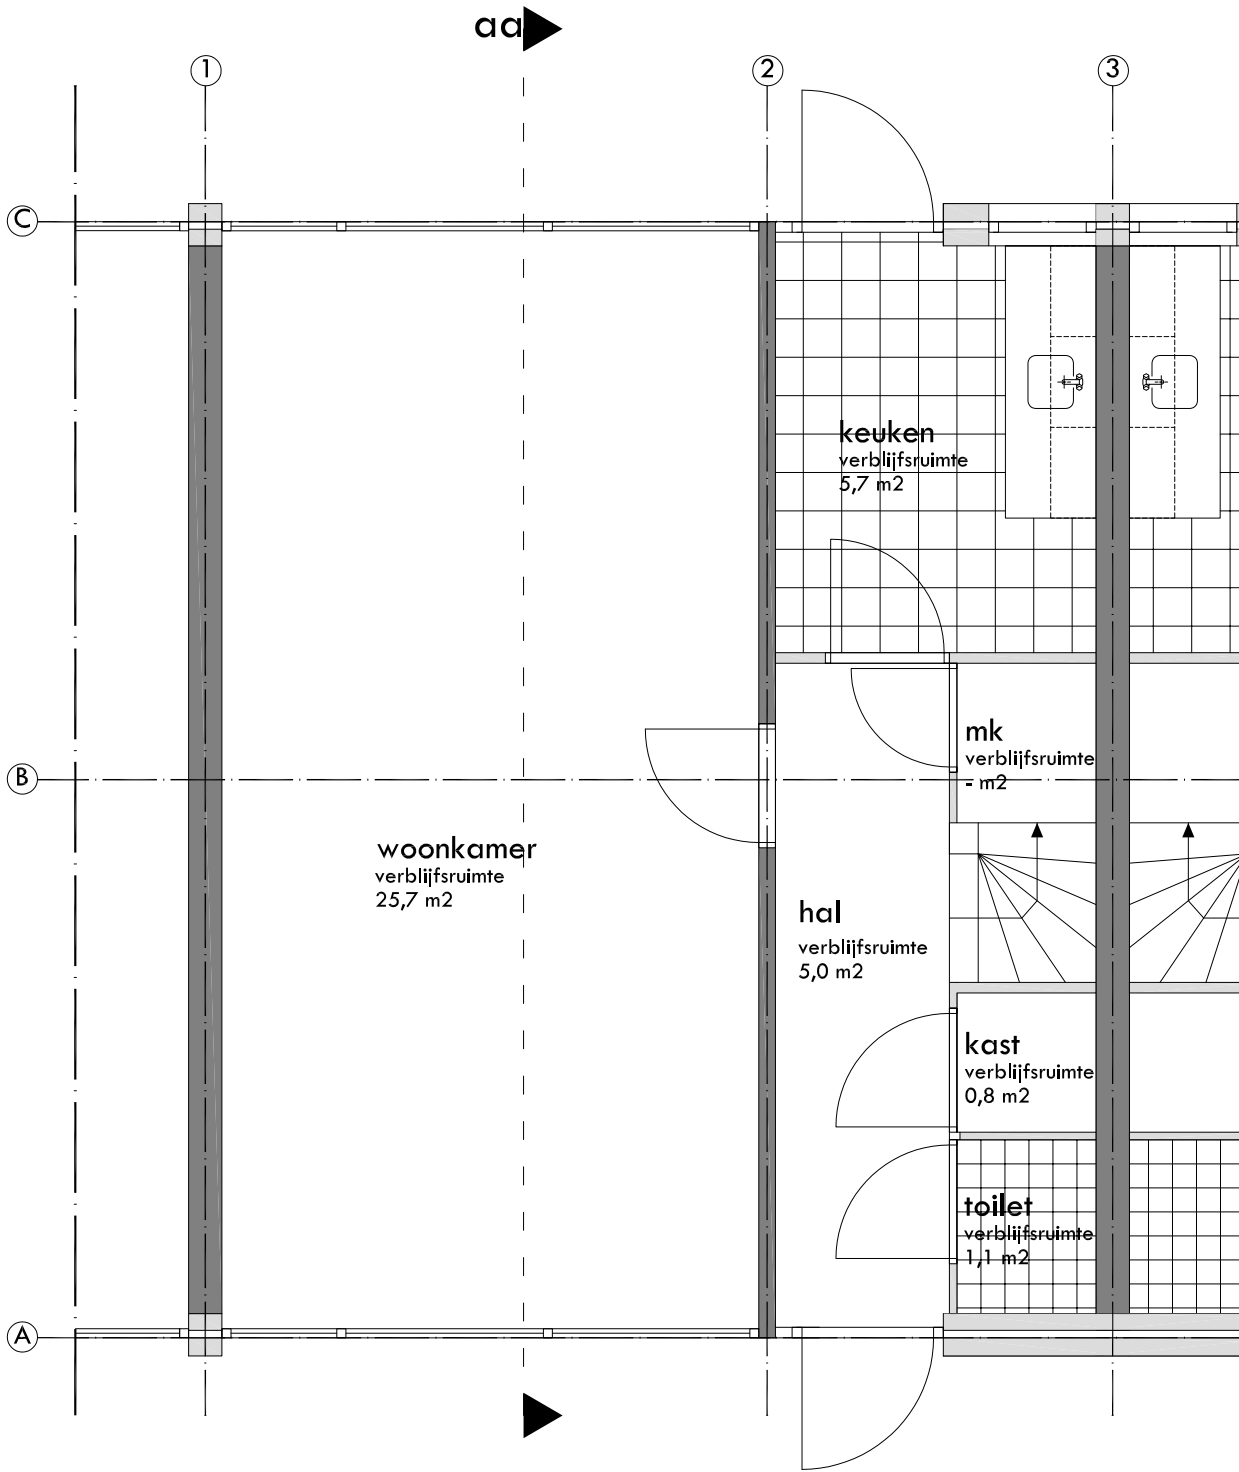 aa
1
2
3
C
keuken
verblijfsruimte
5,7 m2
mk
verblijfsruimte
- m2
B
woonkamer
verblijfsruimte
25,7 m2
hal
verblijfsruimte
5,0 m2
kast
verblijfsruimte
0,8 m2
toilet
verblijfsruimte
1,1 m2
A